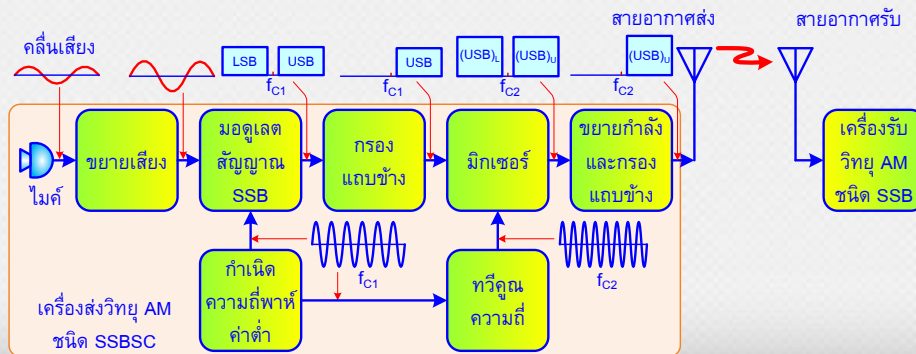 สายอากาศส่ง
สายอากาศรับ
คลื่นเสียง
LSB
USB
fC1
USB
fC1
(USB)L
(USB)U
fC2
(USB)U
fC2
ไมค์
ขยายเสียง
มอดูเลต
สัญญาณ
SSB
กรอง
แถบข้าง
มิกเซอร์
ขยายกำลัง
และกรอง
แถบข้าง
เครื่องรับ
วิทยุ AM
ชนิด SSB
กำเนิด
ความถี่พาห์
ค่าต่ำ
fC1
ทวีคูณ
ความถี่
fC2
เครื่องส่งวิทยุ AM
ชนิด SSBSC